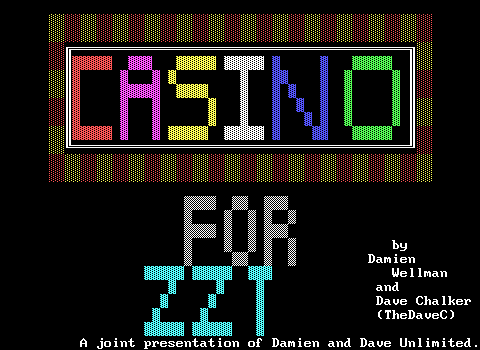 CASINO
FOR
ZZT
by
Damien
Wellman
and
Dave Chalker
(TheDaveC)
A joint presentation of Damien and Dave Unlimited.